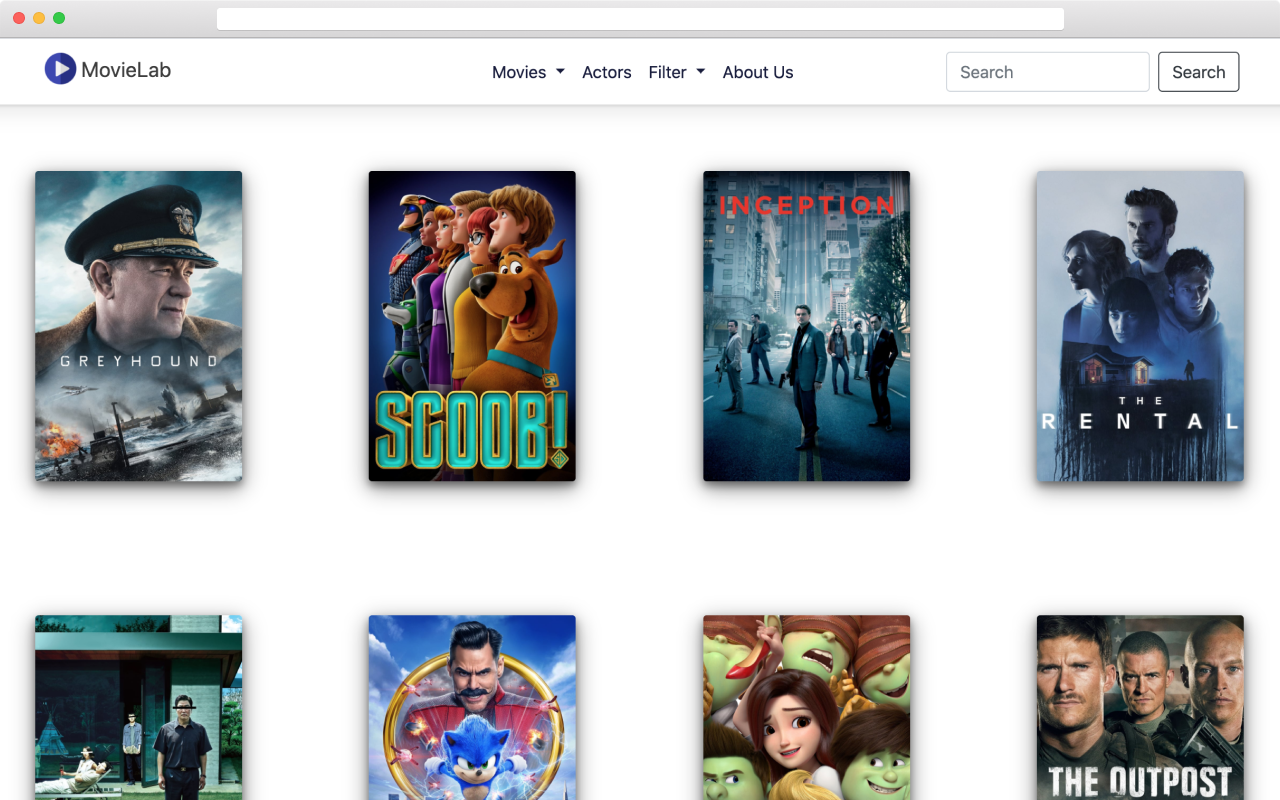 MovieLab
Movies
Actors
Filter
About Us
Search
Search
GREYHOUND
SCOOB!
INCEPTION
THE
RENTAL
THE OUTPOST